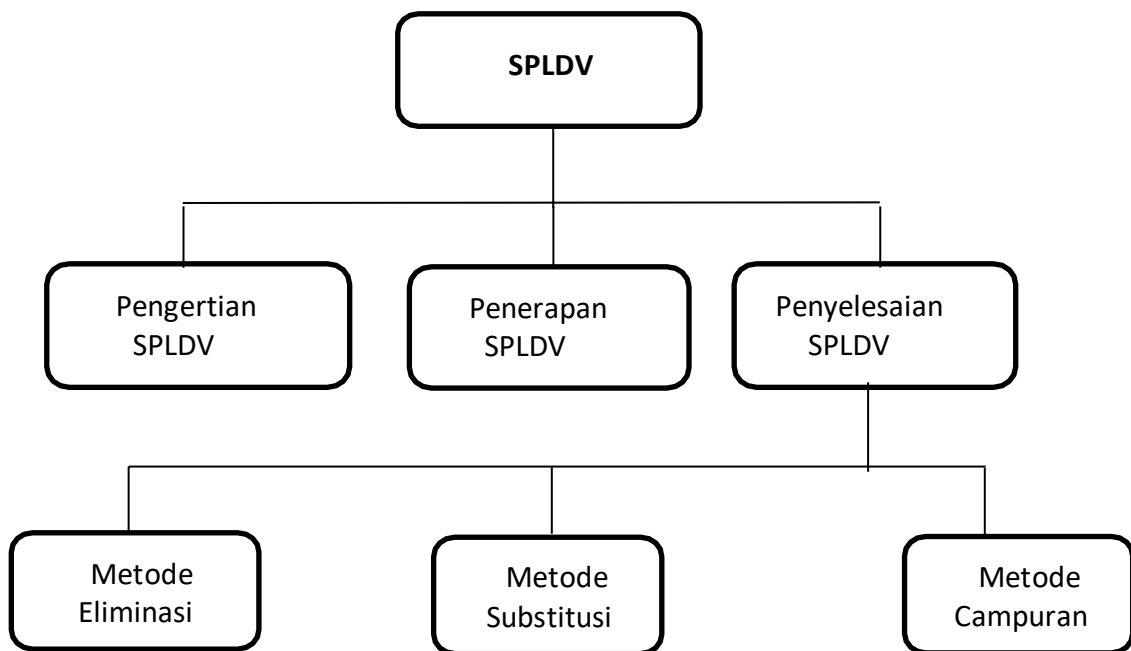 SPLDV
Pengertian
SPLDV
Penerapan
SPLDV
Penyelesaian
SPLDV
Metode
Eliminasi
Metode
Substitusi
Metode
Campuran